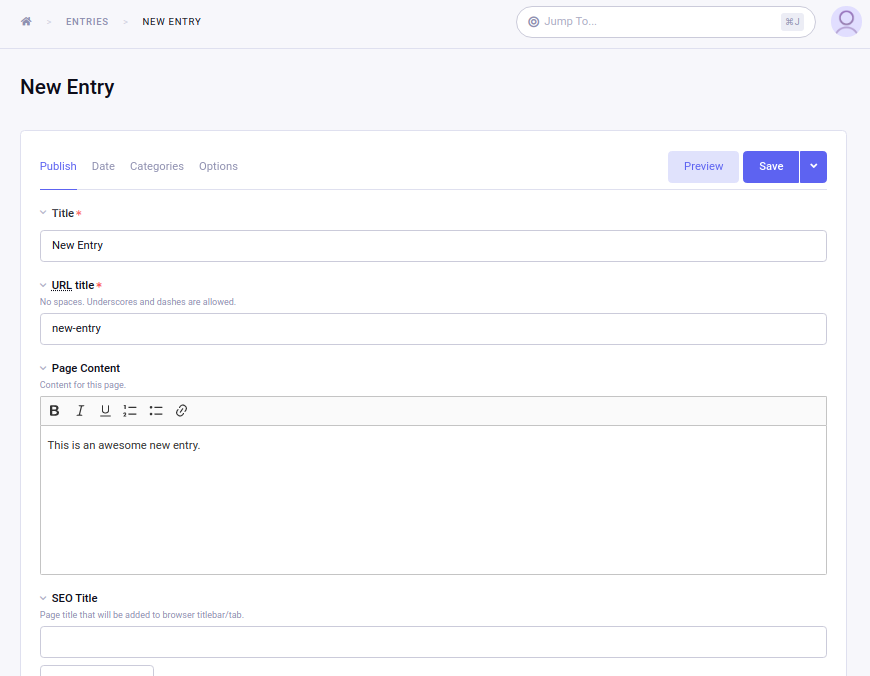 > ENTRIES > NEW ENTRY
Jump To... ⌘J
New Entry
Publish Date Categories Options Preview Save
Title *
New Entry
URL title *
No spaces. Underscores and dashes are allowed.
new-entry
Page Content
Content for this page.
B I U
This is an awesome new entry.
SEO Title
Page title that will be added to browser titlebar/tab.